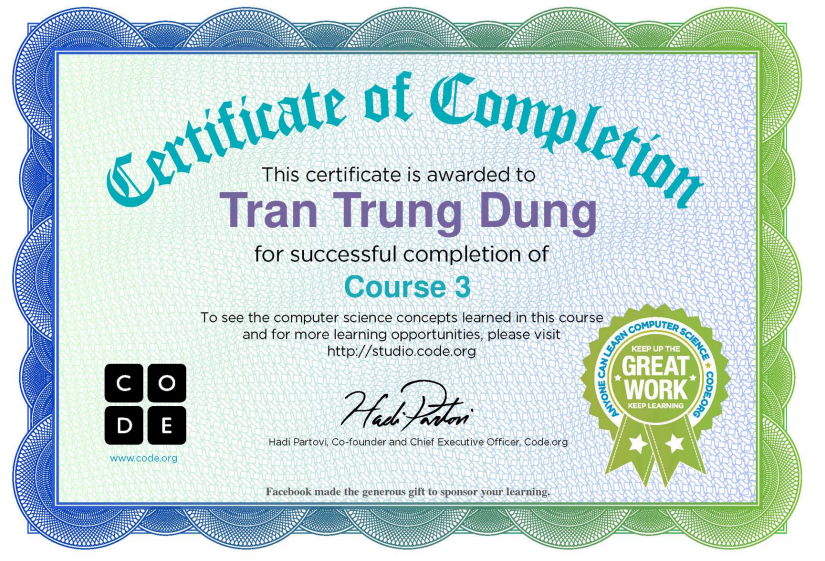 Certificate of Completion
This certificate is awarded to
Tran Trung Dung
for successful completion of
Course 3
To see the computer science concepts learned in this course
and for more learning opportunities, please visit
http://studio.code.org
ANYONE CAN LEARN COMPUTER SCIENCE ★ CODE.ORG
KEEP UP THE
GREAT
WORK
KEEP LEARNING
C O
D E
www.code.org
Hadi Partovi
Hadi Partovi, Co-founder and Chief Executive Officer, Code.org
Facebook made the generous gift to sponsor your learning.